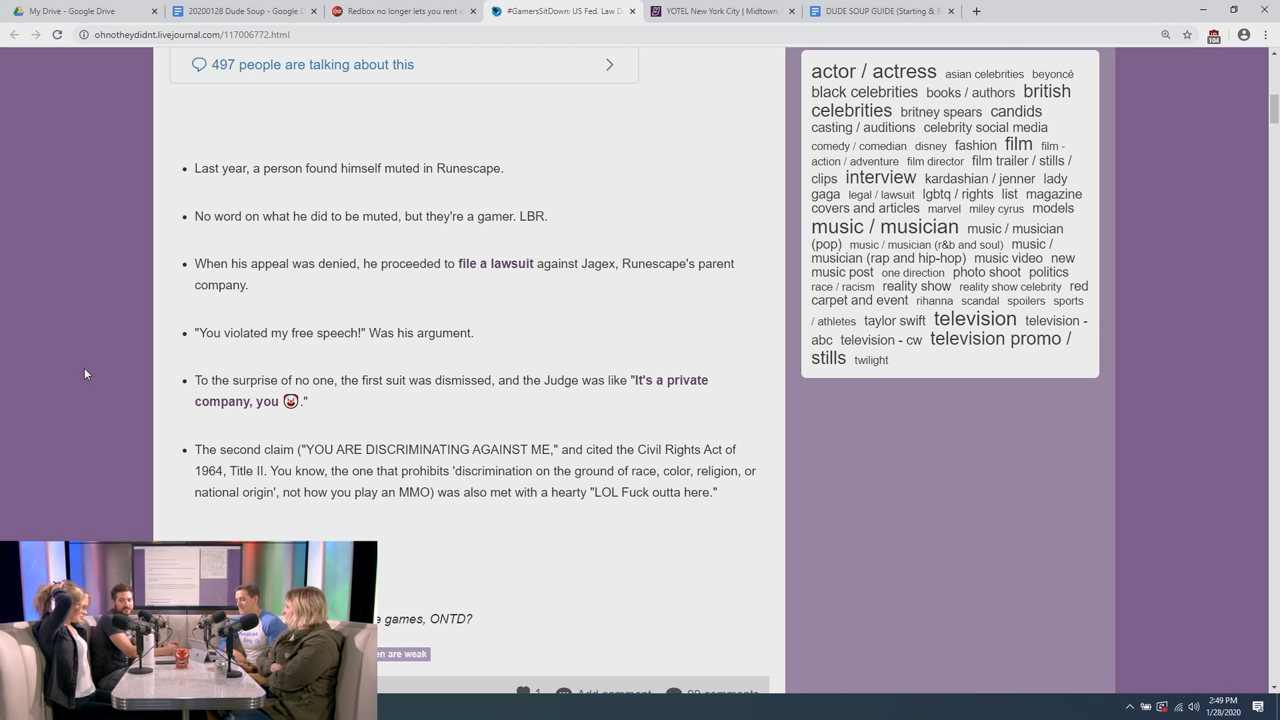 My Drive - Google Drive
20200128 Dude Soup - Google D
Redbox no longer lets you rent v
#GamersSitDown: US Fed. Law D
YOTEL New York City | Midtown,
DUDE SOUP GUIDE (Starting & E
ohnotheydidnt.livejournal.com/117006772.html
104
497 people are talking about this
Last year, a person found himself muted in Runescape.
No word on what he did to be muted, but they're a gamer. LBR.
When his appeal was denied, he proceeded to file a lawsuit against Jagex, Runescape's parent
company.
"You violated my free speech!" Was his argument.
To the surprise of no one, the first suit was dismissed, and the Judge was like "It's a private
company, you 🤡."
The second claim ("YOU ARE DISCRIMINATING AGAINST ME," and cited the Civil Rights Act of
1964, Title II. You know, the one that prohibits 'discrimination on the ground of race, color, religion, or
national origin', not how you play an MMO) was also met with a hearty "LOL Fuck outta here."
games, ONTD?
en are weak
1 Add comment 99 comments
actor / actress asian celebrities beyoncé
black celebrities books / authors british
celebrities britney spears candids
casting / auditions celebrity social media
comedy / comedian disney fashion film film -
action / adventure film director film trailer / stills /
clips interview kardashian / jenner lady
gaga legal / lawsuit lgbtq / rights list magazine
covers and articles marvel miley cyrus models
music / musician music / musician
(pop) music / musician (r&b and soul) music /
musician (rap and hip-hop) music video new
music post one direction photo shoot politics
race / racism reality show reality show celebrity red
carpet and event rihanna scandal spoilers sports
/ athletes taylor swift television television -
abc television - cw television promo /
stills twilight
2:49 PM
1/28/2020